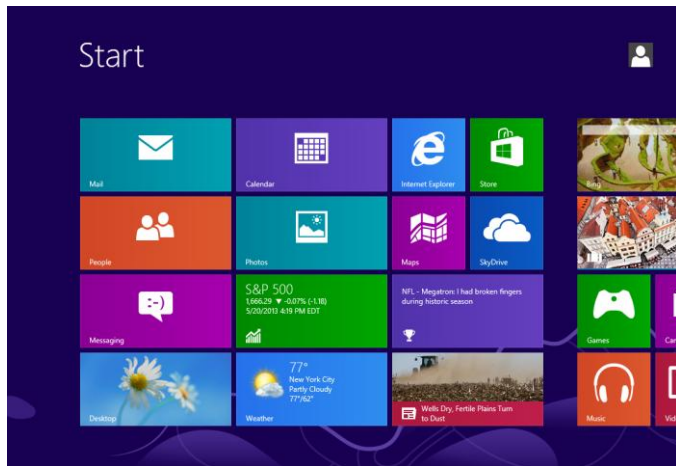 Start
Mail
Calendar
Internet Explorer
Store
Bing
People
Photos
Maps
SkyDrive
Messaging
:-)
S&P 500
1,666.29 ▼ -0.07% (-1.18)
5/20/2013 4:19 PM EDT
NFL - Megatron: I had broken fingers
during historic season
Games
Desktop
77°
New York City
Partly Cloudy
77°/62°
Weather
Wells Dry, Fertile Plains Turn
to Dust
Music